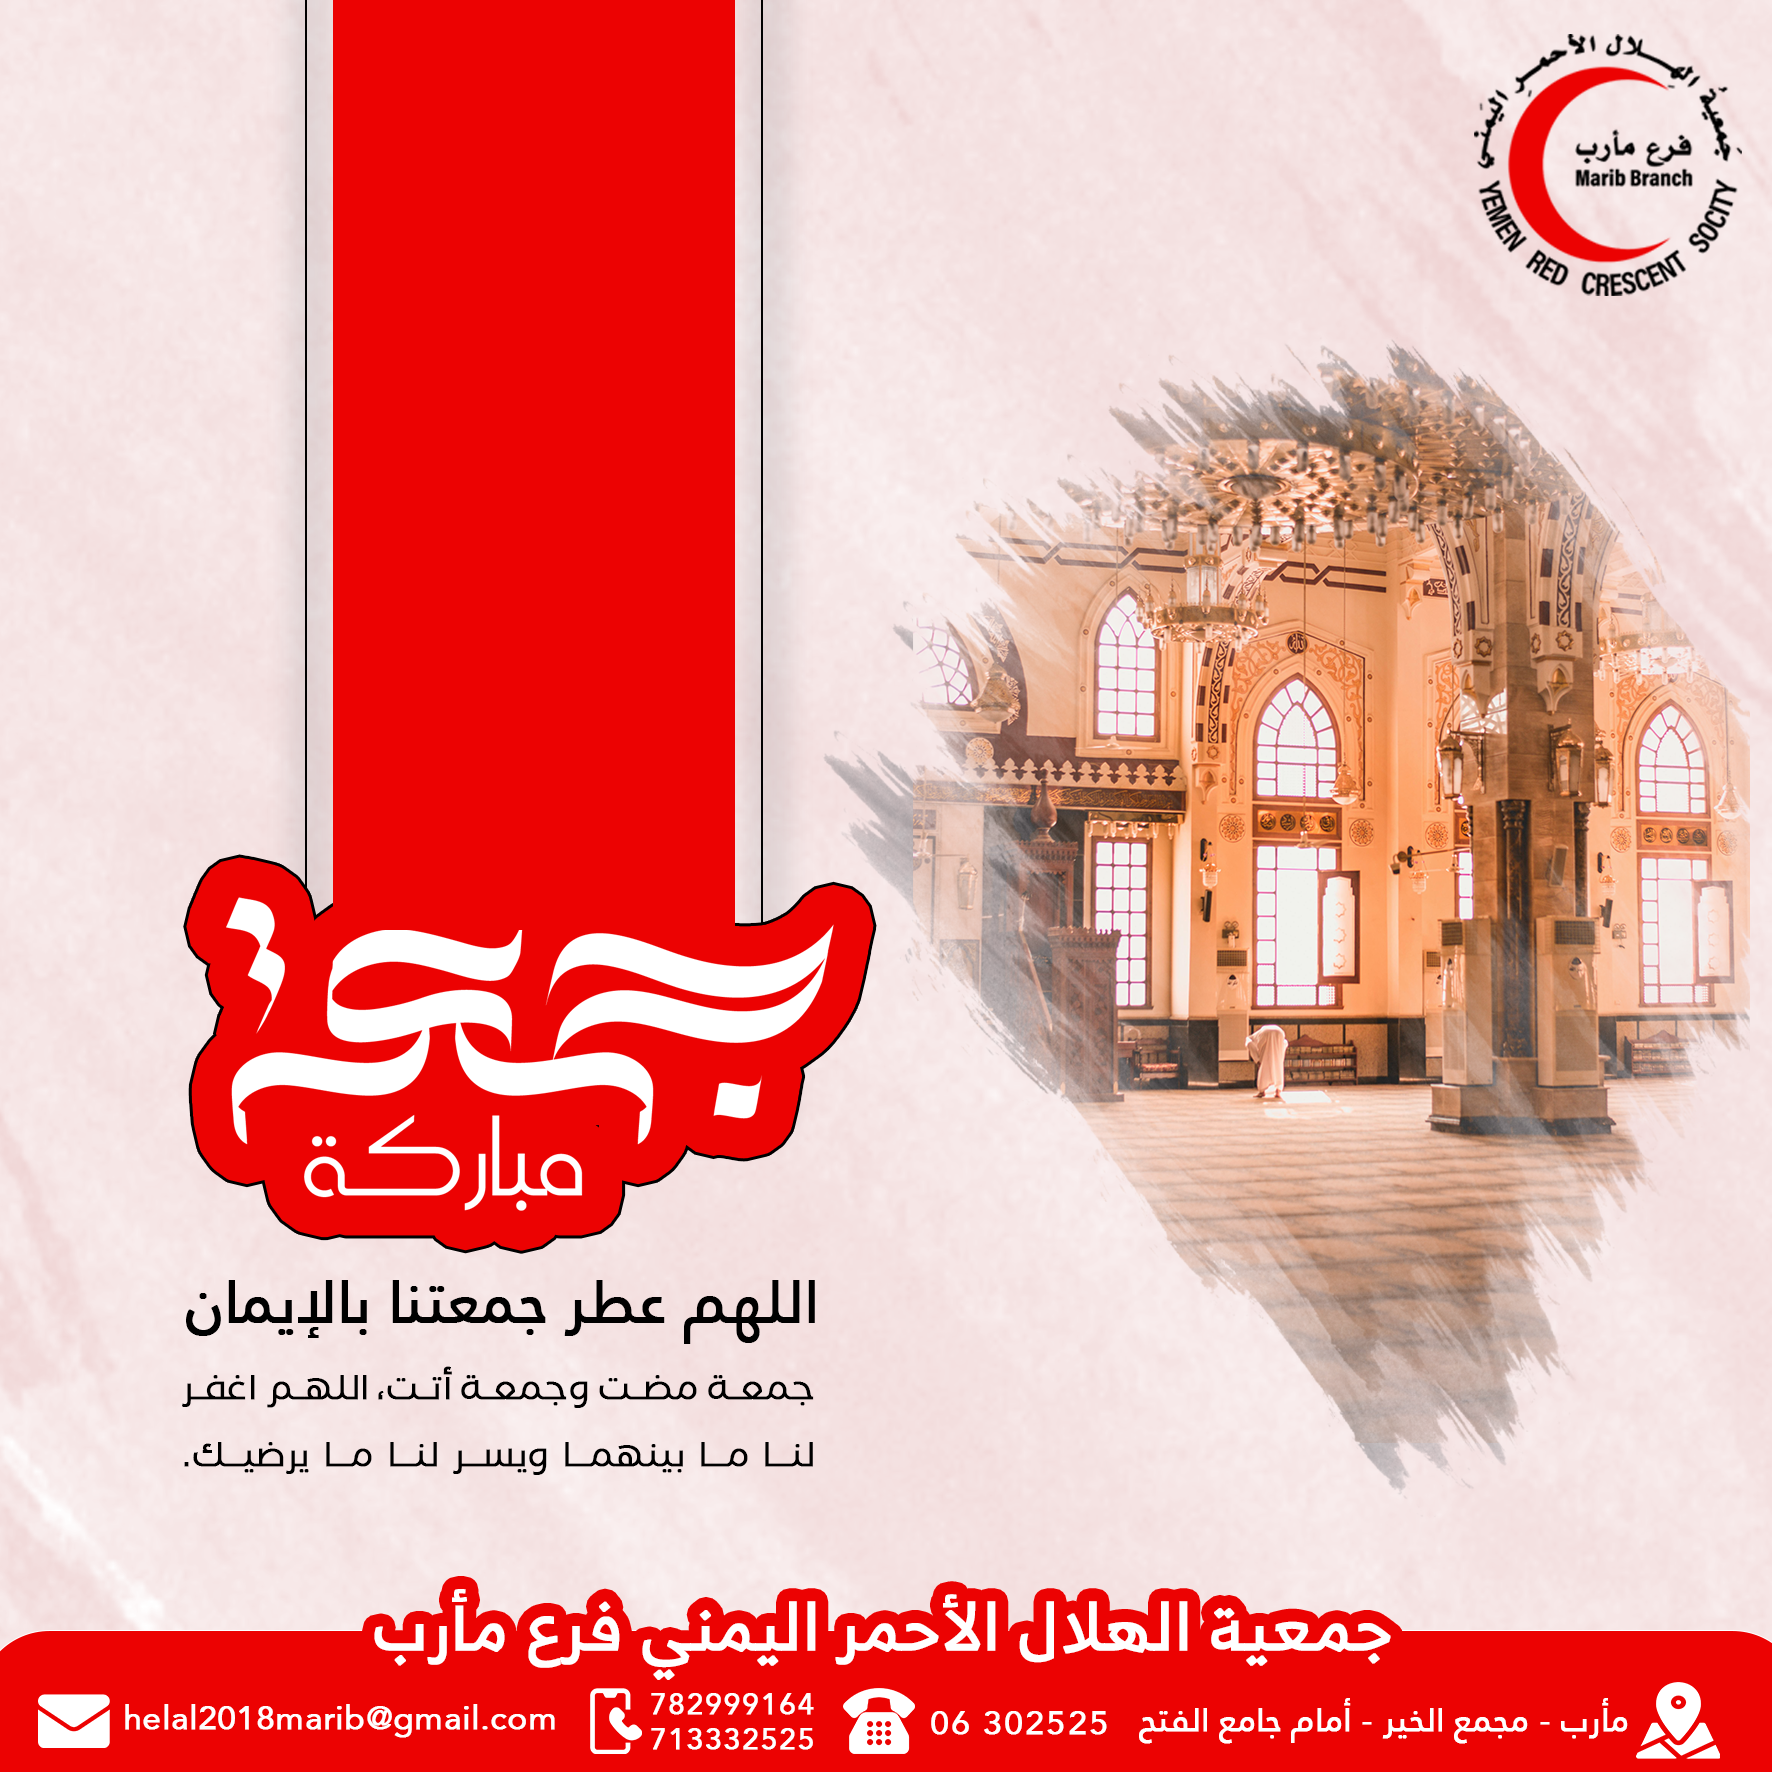 جمعية الهلال الأحمر اليمني
فرع مأرب
Marib Branch
YEMEN RED CRESCENT SOCITY
جمعة
مباركة
اللهم عطر جمعتنا بالإيمان
جمعة مضت وجمعة أتت، اللهم اغفر
لنا ما بينهما ويسر لنا ما يرضيك.
جمعية الهلال الأحمر اليمني فرع مأرب
مأرب - مجمع الخير - أمام جامع الفتح
06 302525
782999164
713332525
helal2018marib@gmail.com